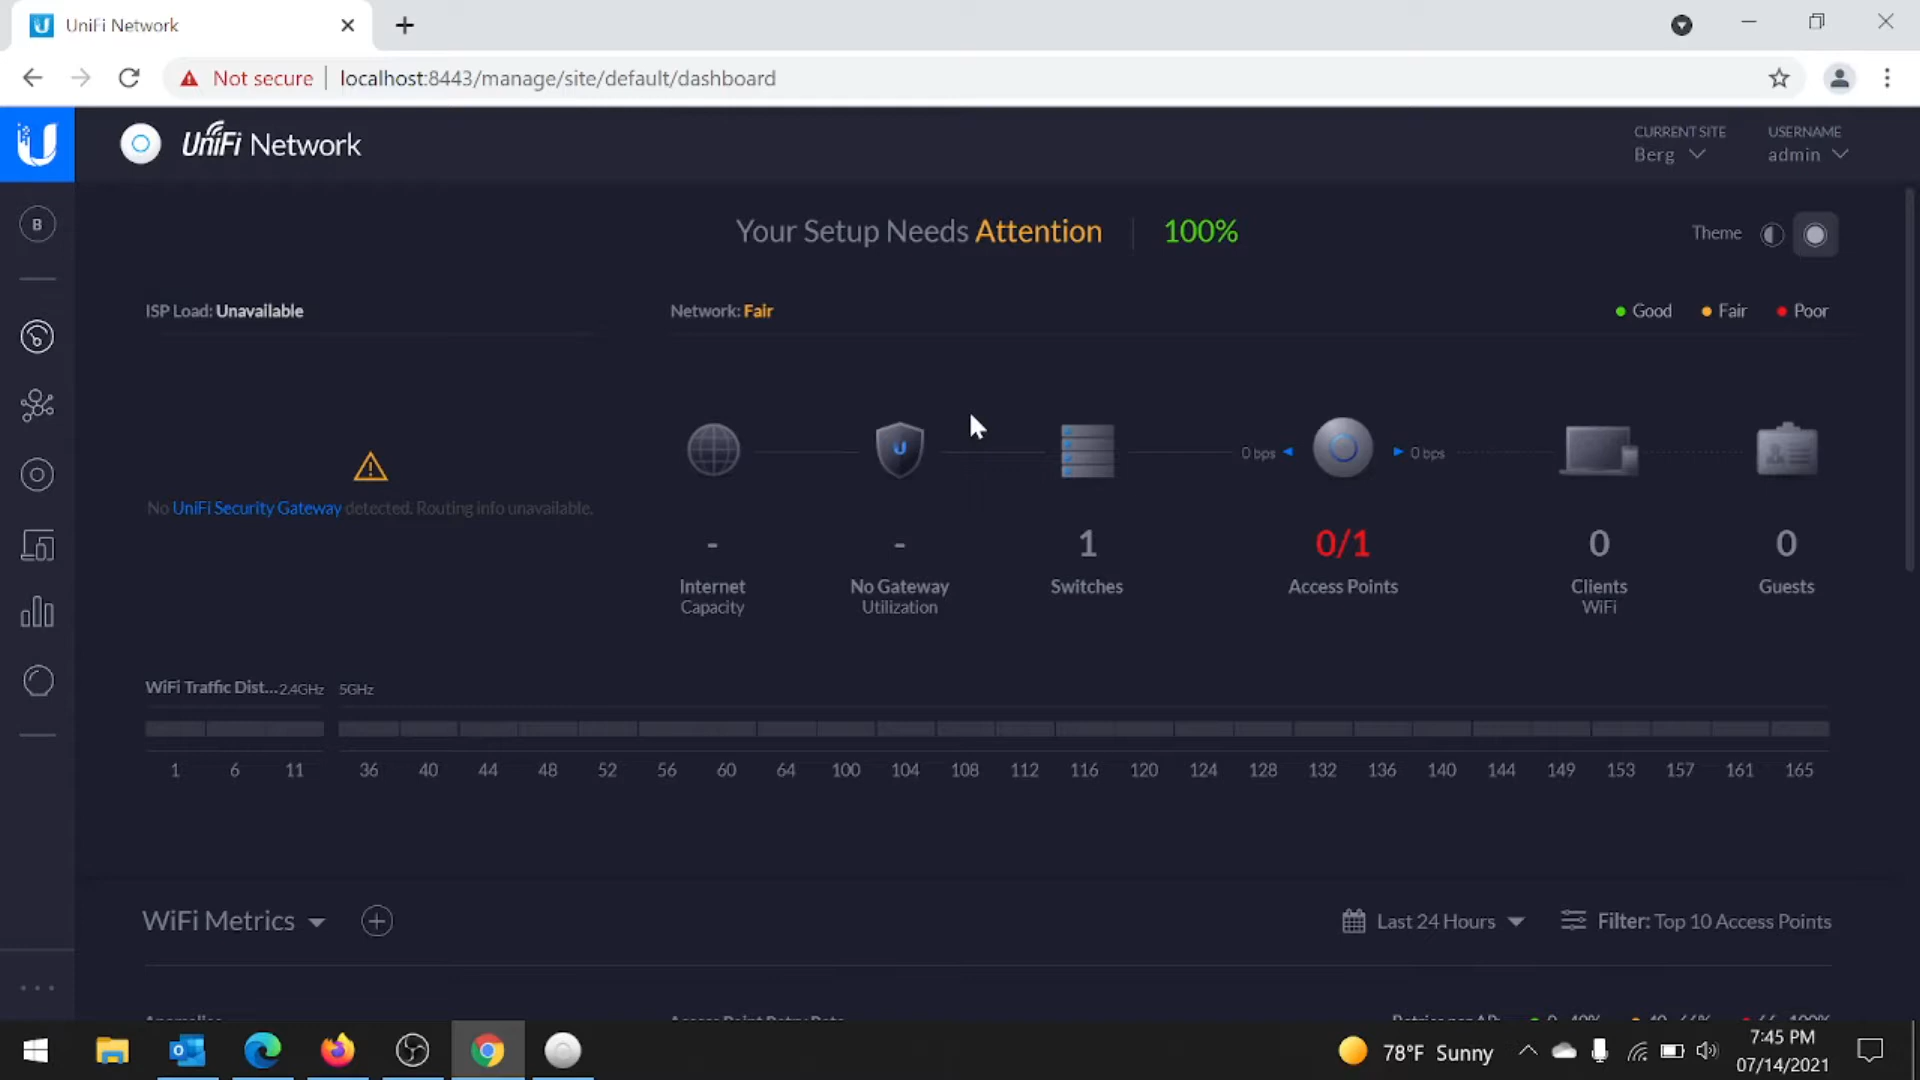 UniFi Network
Not secure | localhost:8443/manage/site/default/dashboard
UniFi Network
CURRENT SITE
Berg
USERNAME
admin
B
Your Setup Needs Attention | 100%
Theme
ISP Load: Unavailable
Network: Fair
Good
Fair
Poor
0 bps
0 bps
No UniFi Security Gateway detected. Routing info unavailable.
- - 1 0/1 0 0
Internet
Capacity
No Gateway
Utilization
Switches
Access Points
Clients
WiFi
Guests
WiFi Traffic Dist... 2.4GHz 5GHz
1 6 11 36 40 44 48 52 56 60 64 100 104 108 112 116 120 124 128 132 136 140 144 149 153 157 161 165
WiFi Metrics
Last 24 Hours
Filter: Top 10 Access Points
78°F Sunny
7:45 PM
07/14/2021